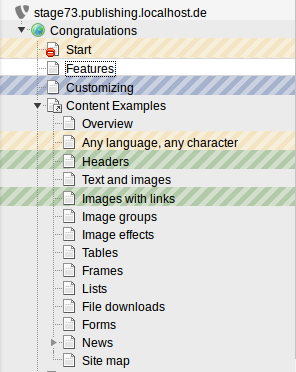 stage73.publishing.localhost.de
Congratulations
Start
Features
Customizing
Content Examples
Overview
Any language, any character
Headers
Text and images
Images with links
Image groups
Image effects
Tables
Frames
Lists
File downloads
Forms
News
Site map